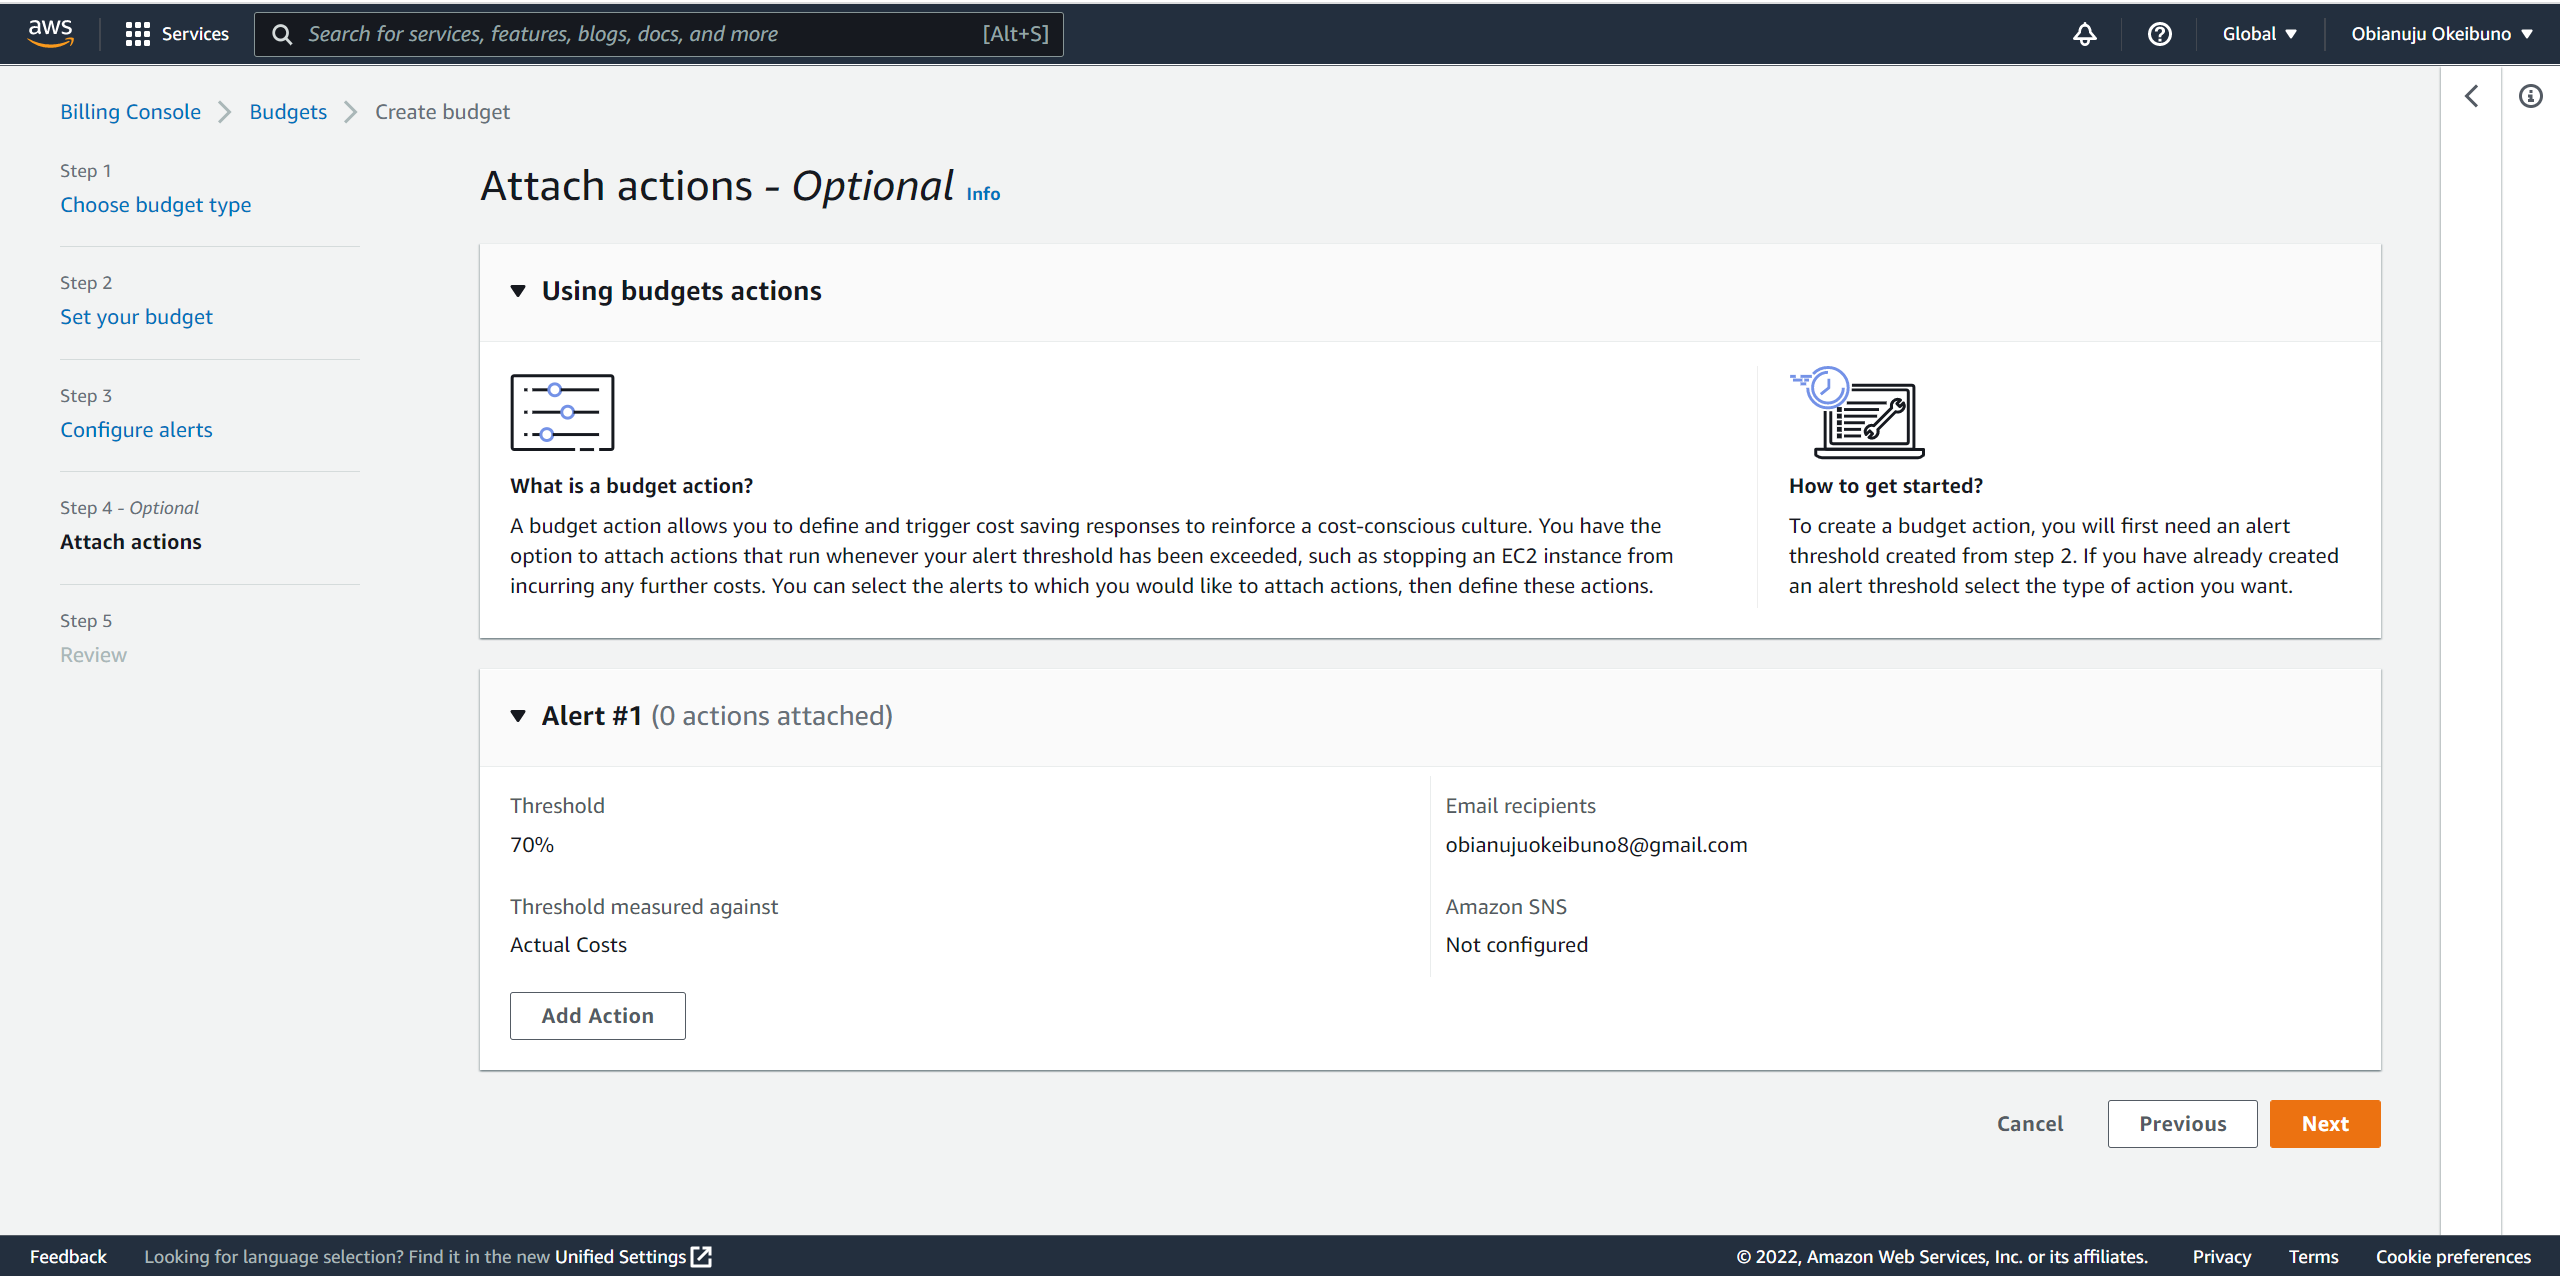 aws
Services
Search for services, features, blogs, docs, and more
[Alt+S]
Global
Obianuju Okeibuno
Billing Console
Budgets
Create budget
Step 1
Choose budget type
Step 2
Set your budget
Step 3
Configure alerts
Step 4 - Optional
Attach actions
Step 5
Review
Attach actions - Optional Info
Using budgets actions
What is a budget action?
A budget action allows you to define and trigger cost saving responses to reinforce a cost-conscious culture. You have the
option to attach actions that run whenever your alert threshold has been exceeded, such as stopping an EC2 instance from
incurring any further costs. You can select the alerts to which you would like to attach actions, then define these actions.
How to get started?
To create a budget action, you will first need an alert
threshold created from step 2. If you have already created
an alert threshold select the type of action you want.
Alert #1 (0 actions attached)
Threshold
70%
Threshold measured against
Actual Costs
Email recipients
obianujuokeibuno8@gmail.com
Amazon SNS
Not configured
Add Action
Cancel
Previous
Next
Feedback
Looking for language selection? Find it in the new Unified Settings
© 2022, Amazon Web Services, Inc. or its affiliates.
Privacy
Terms
Cookie preferences